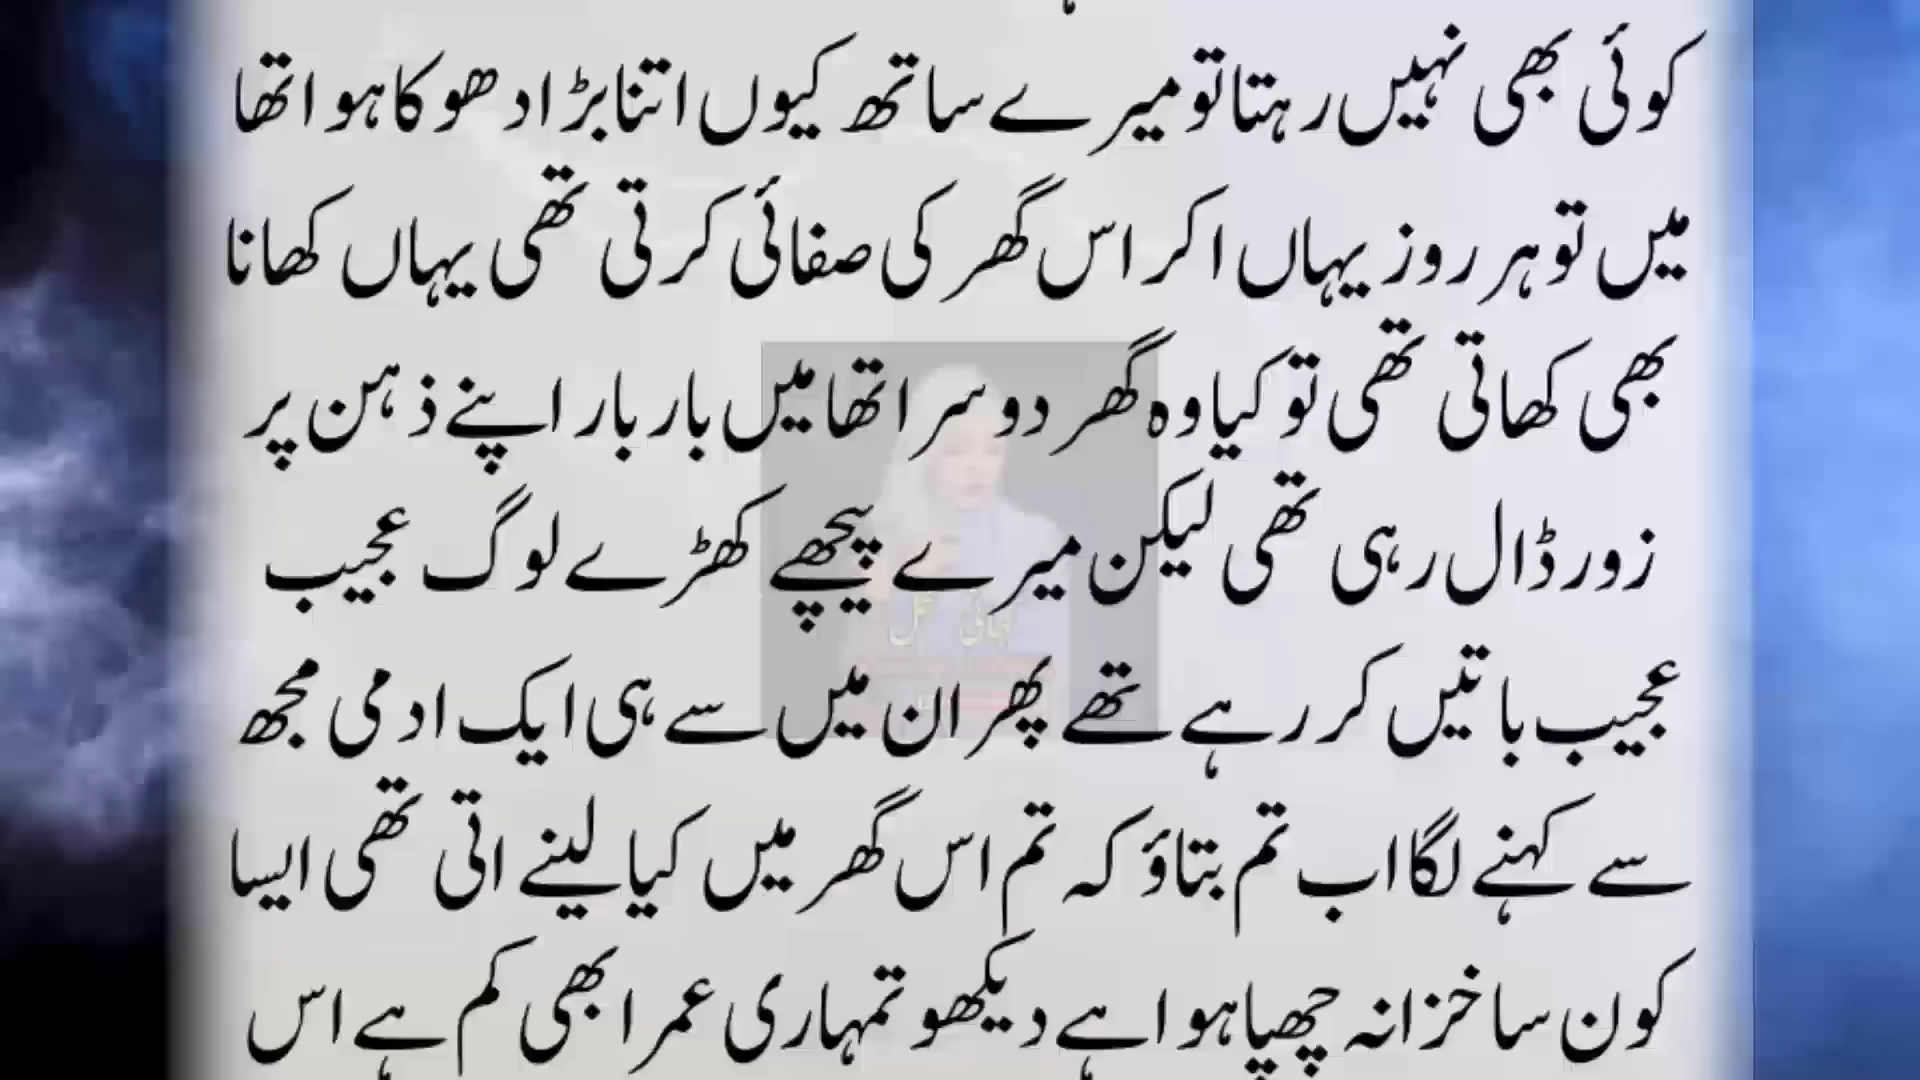 کوئی بھی نہیں رہتا تو میرے ساتھ کیوں اتنا بڑا دھوکا ہوا تھا
میں تو ہر روز یہاں اکر اس گھر کی صفائی کرتی تھی یہاں کھانا
بھی کھاتی تھی تو کیا وہ گھر دوسرا تھا میں بار بار اپنے ذہن پر
زور ڈال رہی تھی لیکن میرے پیچھے کھڑے لوگ عجیب
عجیب باتیں کر رہے تھے پھر ان میں سے ہی ایک ادمی مجھ
سے کہنے لگا اب تم بتاؤ کہ تم اس گھر میں کیا لینے اتی تھی ایسا
کون سا خزانہ چھپا ہوا ہے دیکھو تمہاری عمر ابھی کم ہے اس